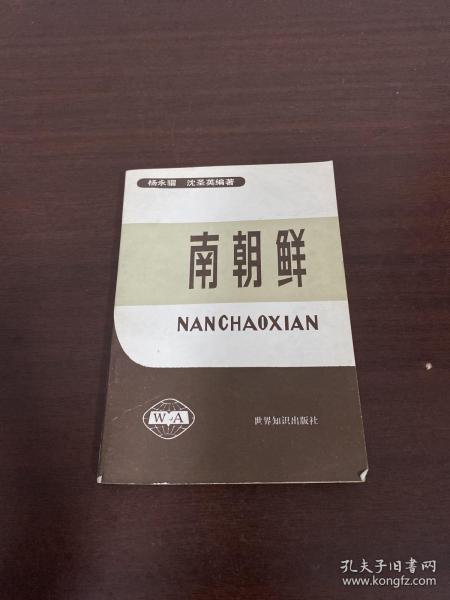 杨永骝 沈圣英编著
南朝鲜
NANCHAOXIAN
W A
世界知识出版社
孔夫子旧书网
www.kongfz.com